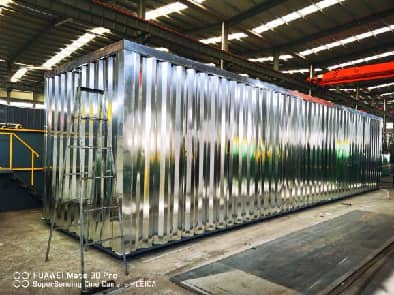 HUAWEI Mate 30 Pro
SuperSensing Cine Camera LEICA